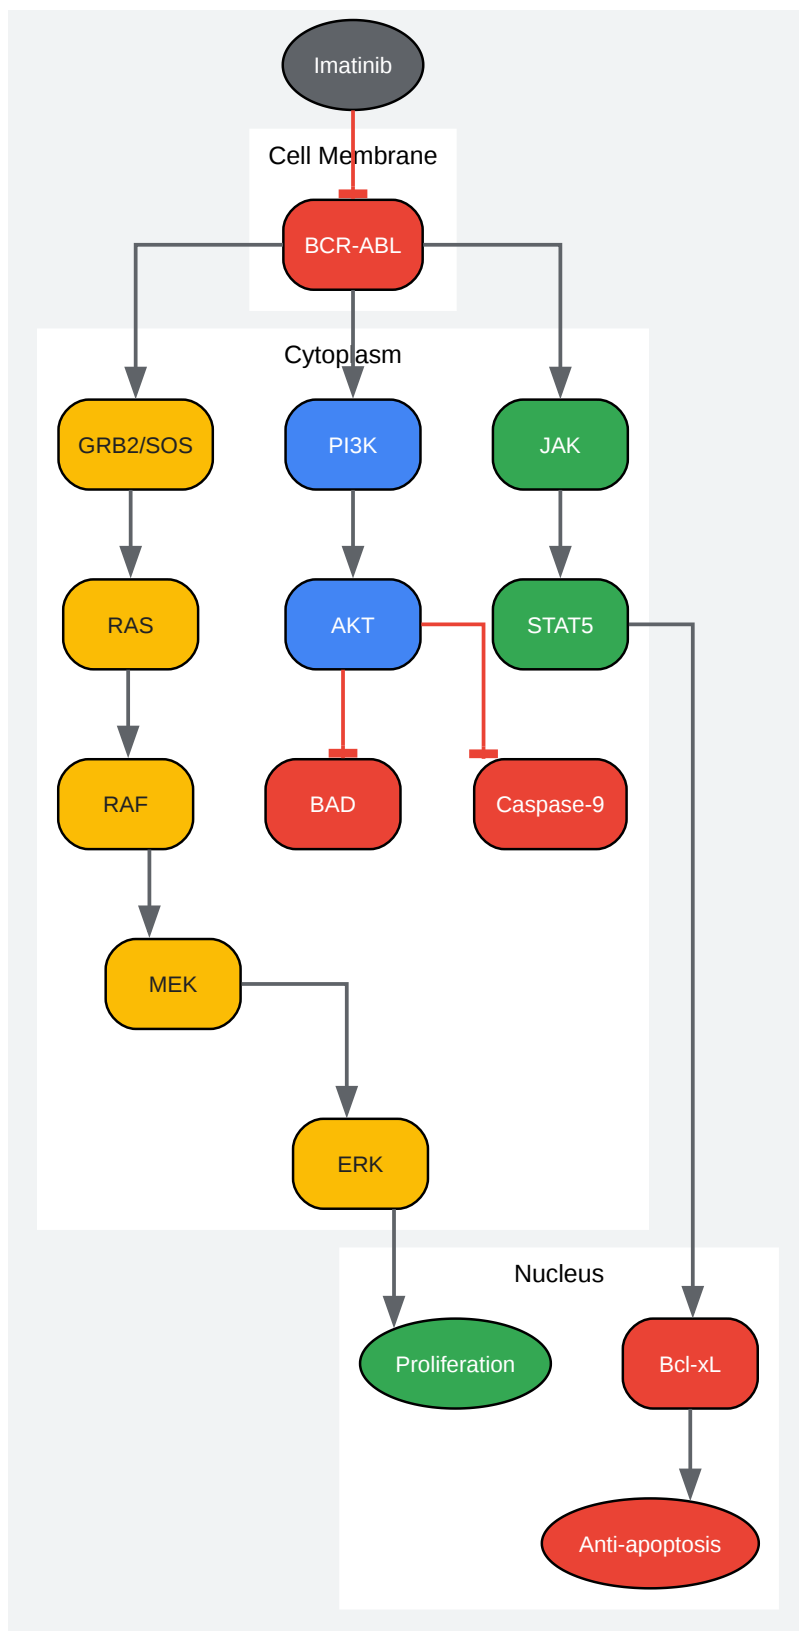 Imatinib
Cell Membrane
BCR-ABL
Cytoplasm
GRB2/SOS
PI3K
JAK
RAS
AKT
STAT5
RAF
BAD
Caspase-9
MEK
ERK
Nucleus
Proliferation
Bcl-xL
Anti-apoptosis